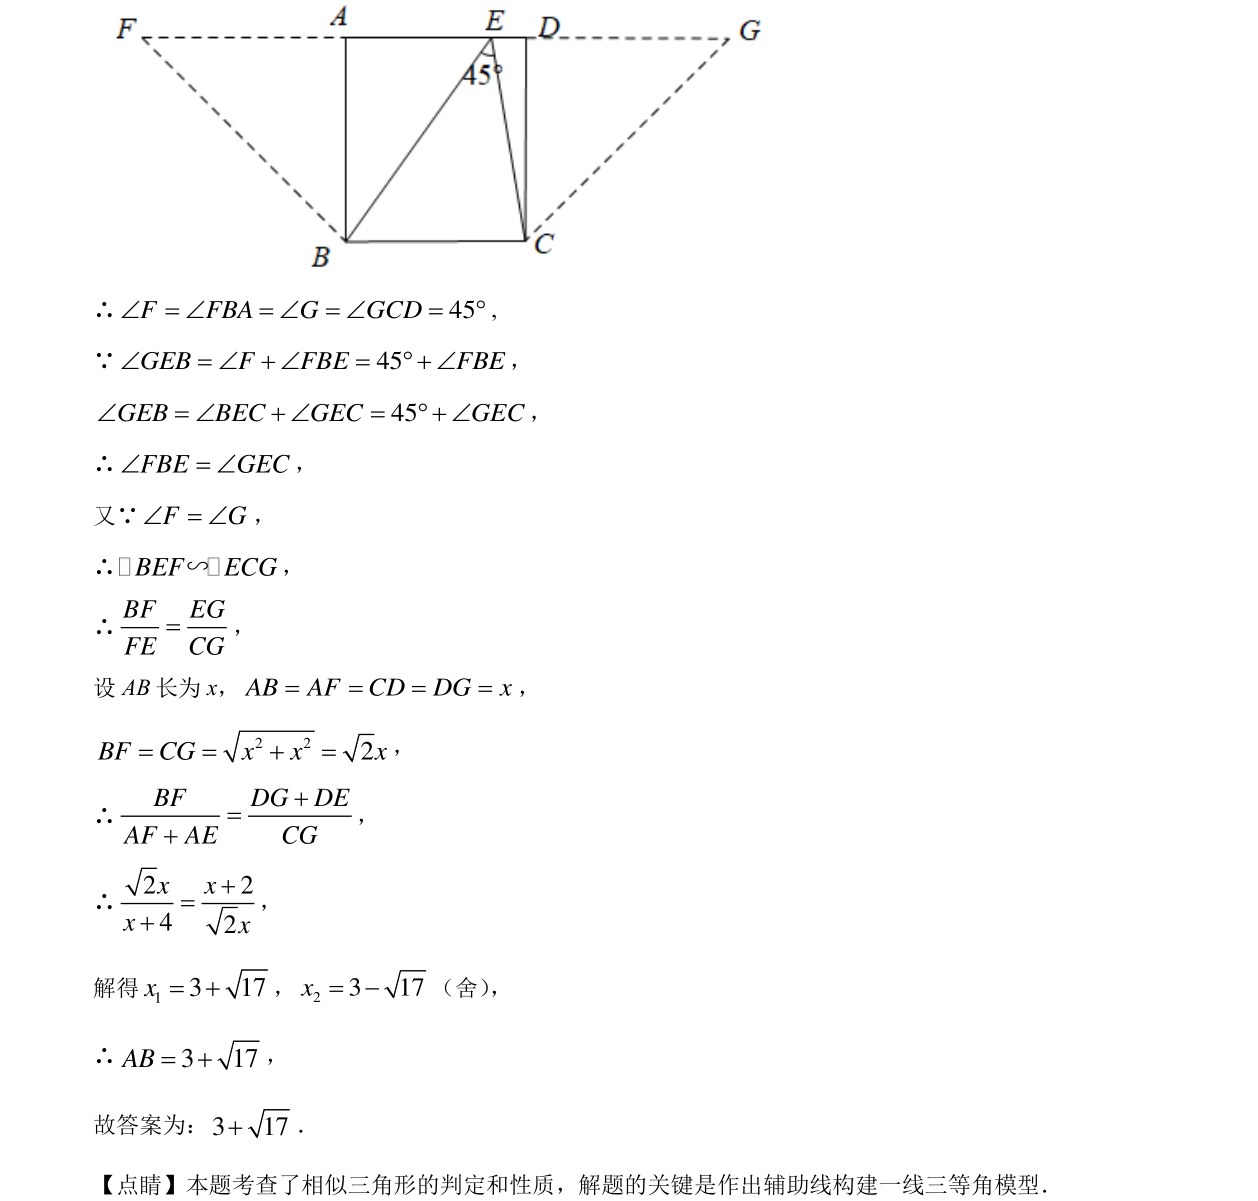 F A E D G
45°
B C
∴∠F=∠FBA=∠G=∠GCD=45°,
∵∠GEB=∠F+∠FBE=45°+∠FBE,
∠GEB=∠BEC+∠GEC=45°+∠GEC,
∴∠FBE=∠GEC,
又∵∠F=∠G,
∴□BEF∽□ECG,
∴BF/FE=EG/CG,
设AB长为x，AB=AF=CD=DG=x,
BF=CG=√(x²+x²)=√2x,
∴BF/(AF+AE)=(DG+DE)/CG,
∴√2x/(x+4)=(x+2)/√2x,
解得x₁=3+√17，x₂=3-√17（舍），
∴AB=3+√17,
故答案为：3+√17．
【点睛】本题考查了相似三角形的判定和性质，解题的关键是作出辅助线构建一线三等角模型．